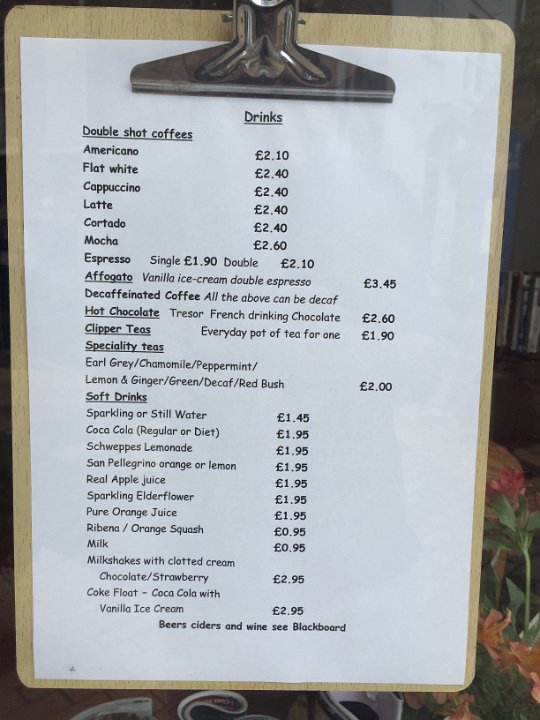 Drinks
Double shot coffees
Americano £2.10
Flat white £2.40
Cappuccino £2.40
Latte £2.40
Cortado £2.40
Mocha £2.60
Espresso Single £1.90 Double £2.10
Affogato Vanilla ice-cream double espresso £3.45
Decaffeinated Coffee All the above can be decaf
Hot Chocolate Tresor French drinking Chocolate £2.60
Clipper Teas Everyday pot of tea for one £1.90
Speciality teas
Earl Grey/Chamomile/Peppermint/
Lemon & Ginger/Green/Decaf/Red Bush £2.00
Soft Drinks
Sparkling or Still Water £1.45
Coca Cola (Regular or Diet) £1.95
Schweppes Lemonade £1.95
San Pellegrino orange or lemon £1.95
Real Apple juice £1.95
Sparkling Elderflower £1.95
Pure Orange Juice £1.95
Ribena / Orange Squash £0.95
Milk £0.95
Milkshakes with clotted cream
Chocolate/Strawberry £2.95
Coke Float – Coca Cola with
Vanilla Ice Cream £2.95
Beers ciders and wine see Blackboard